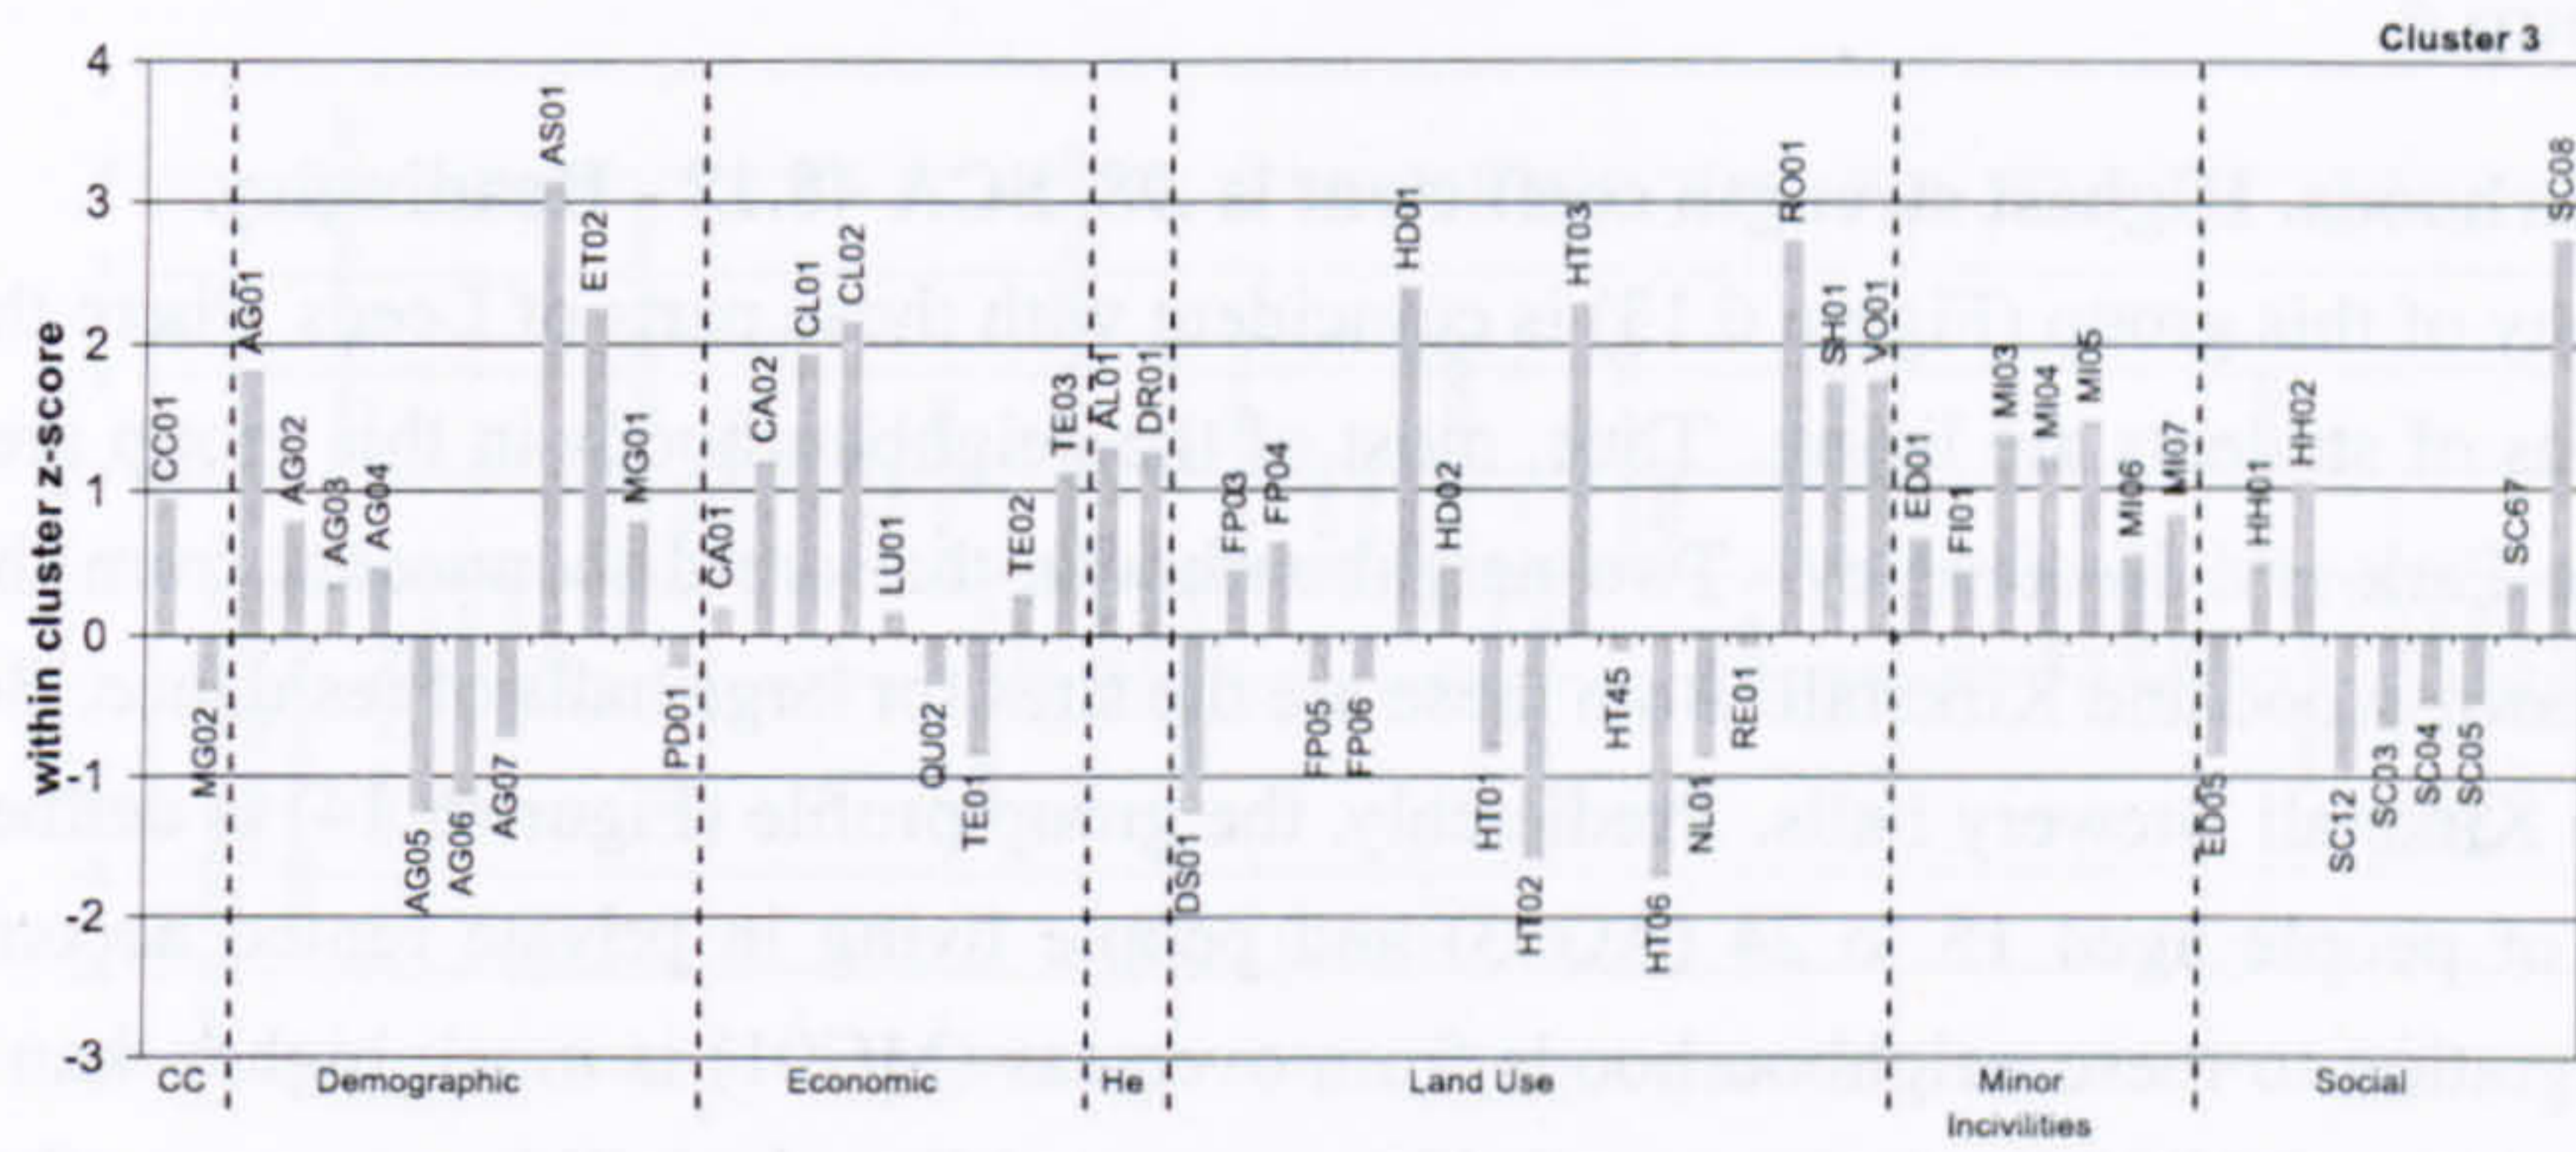 Cluster 3
within cluster z-score
4
3
2
1
0
-1
-2
-3
CC01
MG02
AG01
AG02
AG03
AG04
AG05
AG06
AG07
AS01
ET02
MG01
PD01
CA01
CA02
CL01
CL02
LU01
QU02
TE01
TE02
TE03
AL01
DR01
DS01
FP03
FP04
FP05
FP06
HD01
HD02
HT01
HT02
HT03
HT45
HT06
NL01
RE01
RO01
SH01
VO01
ED01
FI01
MI03
MI04
MI05
MI06
MI07
ED05
HH01
HH02
SC12
SC03
SC04
SC05
SC67
SC08
CC
Demographic
Economic
He
Land Use
Minor
Incivilities
Social